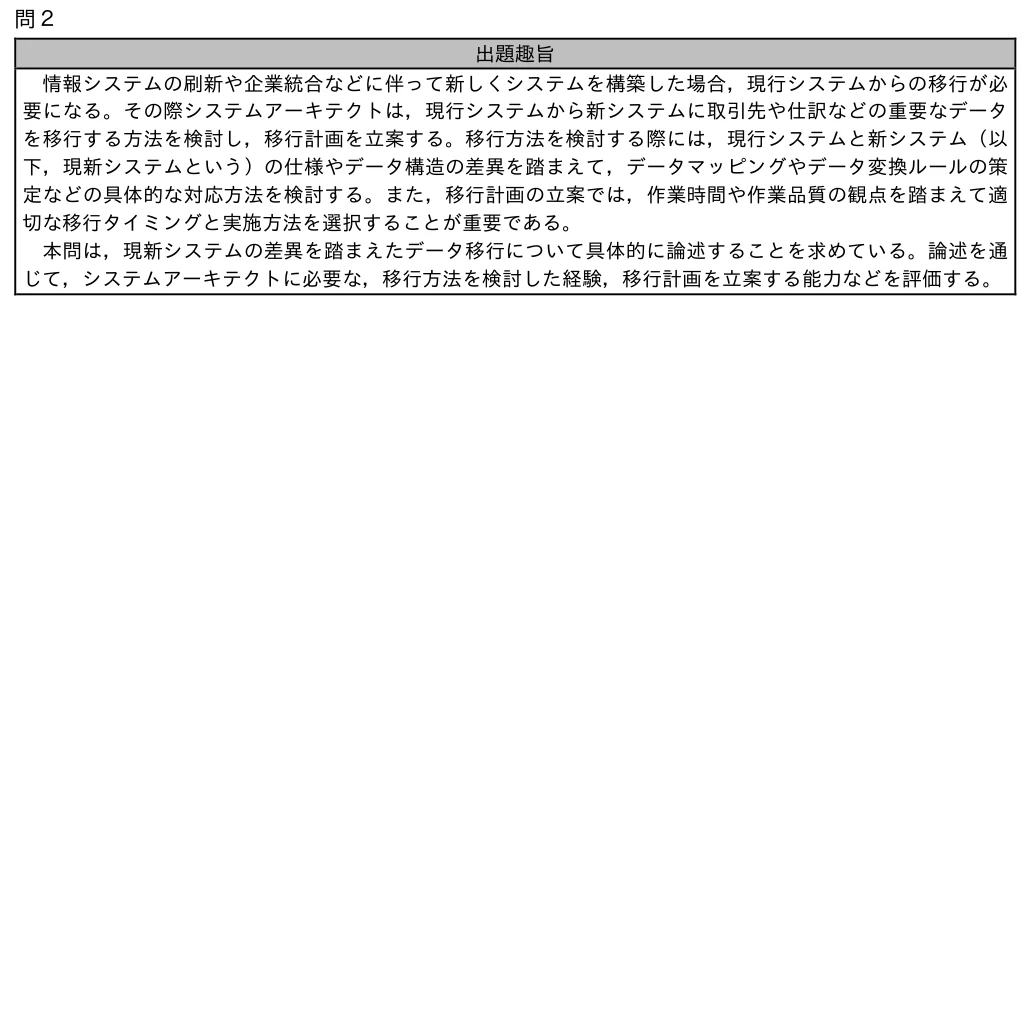 問２
出題趣旨
　情報システムの刷新や企業統合などに伴って新しくシステムを構築した場合，現行システムからの移行が必
要になる。その際システムアーキテクトは，現行システムから新システムに取引先や仕訳などの重要なデータ
を移行する方法を検討し，移行計画を立案する。移行方法を検討する際には，現行システムと新システム（以
下，現新システムという）の仕様やデータ構造の差異を踏まえて，データマッピングやデータ変換ルールの策
定などの具体的な対応方法を検討する。また，移行計画の立案では，作業時間や作業品質の観点を踏まえて適
切な移行タイミングと実施方法を選択することが重要である。
　本問は，現新システムの差異を踏まえたデータ移行について具体的に論述することを求めている。論述を通
じて，システムアーキテクトに必要な，移行方法を検討した経験，移行計画を立案する能力などを評価する。